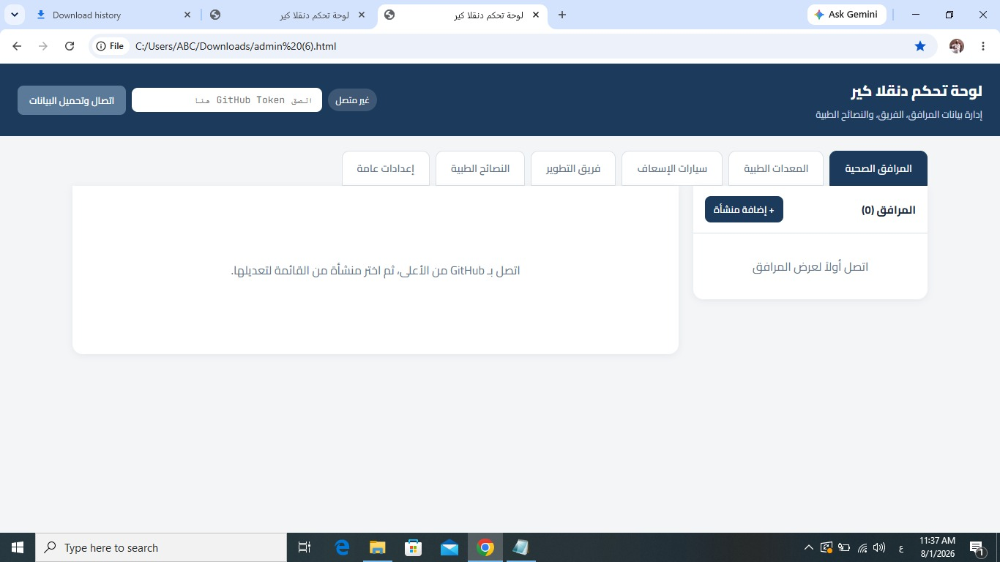 Download history
لوحة تحكم دنقلا كير
لوحة تحكم دنقلا كير
Ask Gemini
File
C:/Users/ABC/Downloads/admin%20(6).html
لوحة تحكم دنقلا كير
إدارة بيانات المرافق، الفريق، والنصائح الطبية
غير متصل
الصق GitHub Token هنا
اتصال وتحميل البيانات
المرافق الصحية
المعدات الطبية
سيارات الإسعاف
فريق التطوير
النصائح الطبية
إعدادات عامة
المرافق (0)
+ إضافة منشأة
اتصل أولاً لعرض المرافق
اتصل بـ GitHub من الأعلى، ثم اختر منشأة من القائمة لتعديلها.
Type here to search
ع
11:37 AM
8/1/2026
1